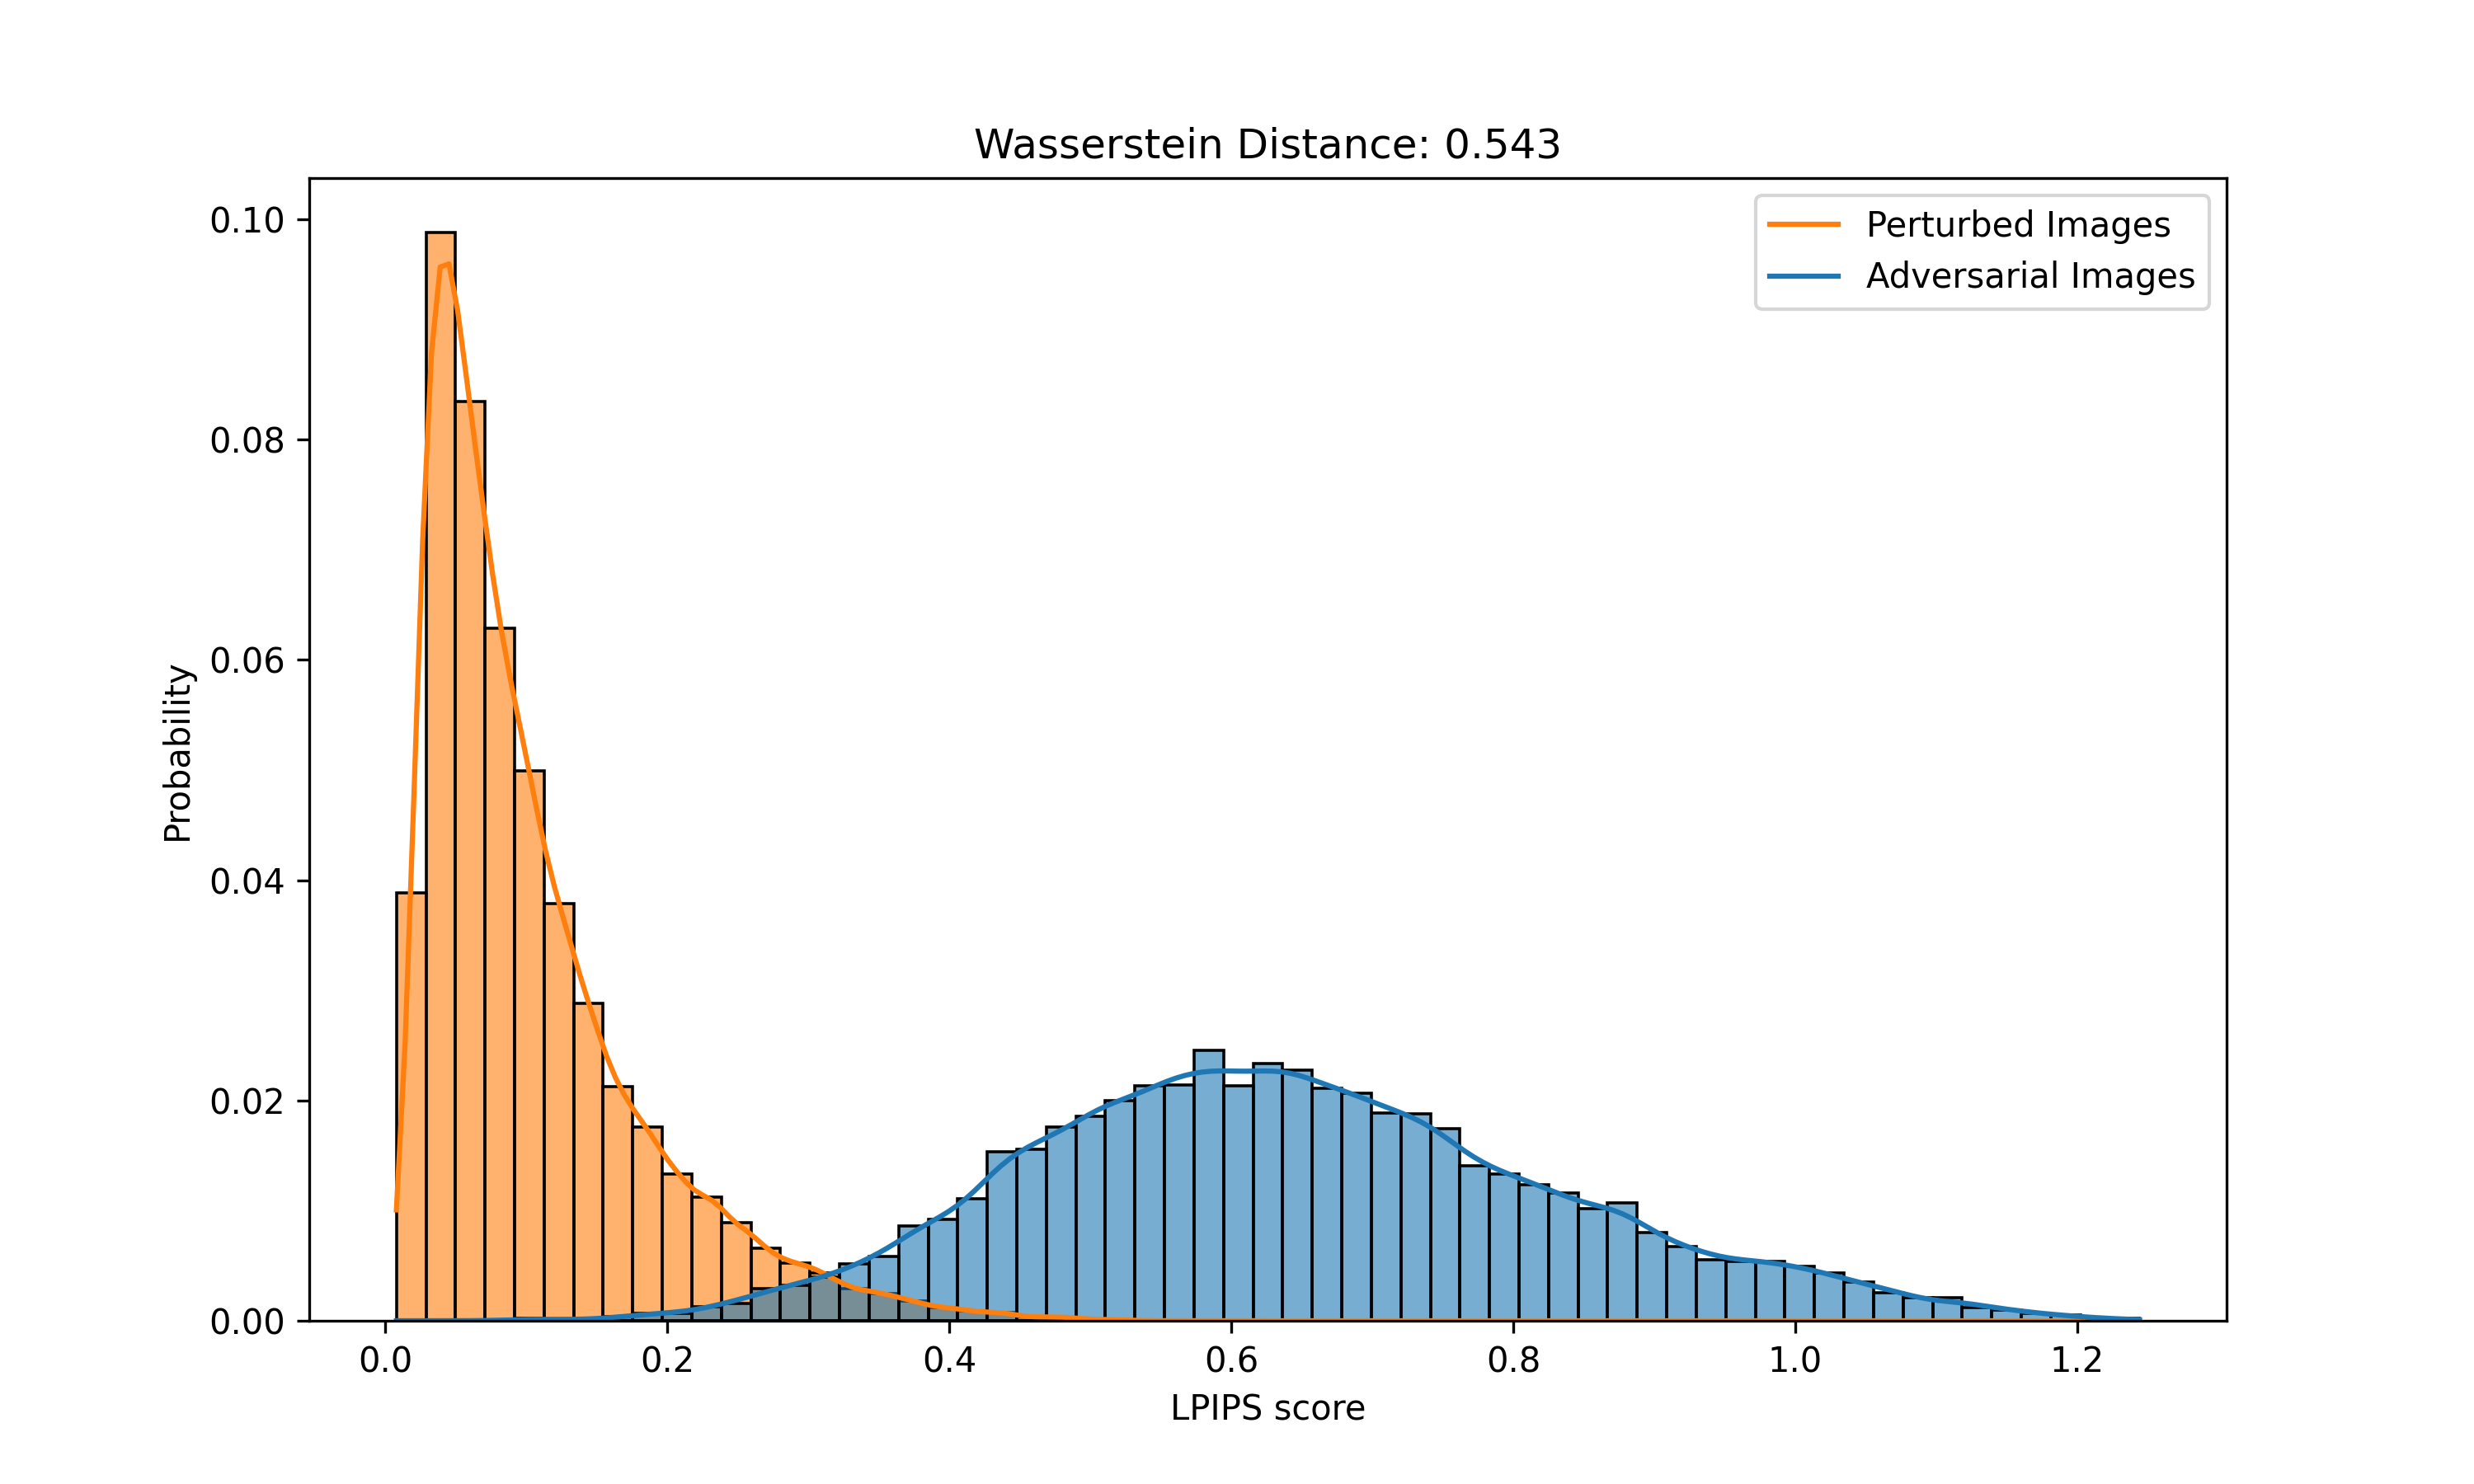 Wasserstein Distance: 0.543
Perturbed Images
Adversarial Images
Probability
0.10
0.08
0.06
0.04
0.02
0.00
0.0 0.2 0.4 0.6 0.8 1.0 1.2
LPIPS score